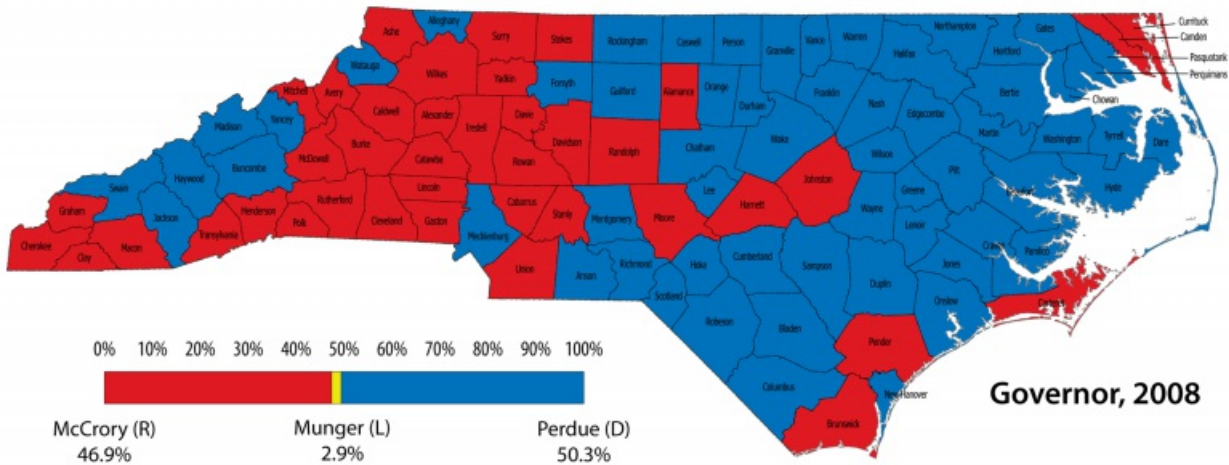 Ashe
Alleghany
Surry
Stokes
Rockingham
Caswell
Person
Granville
Vance
Warren
Northampton
Gates
Currituck
Camden
Pasquotank
Perquimans
Chowan
Hertford
Halifax
Bertie
Watauga
Wilkes
Yadkin
Forsyth
Guilford
Alamance
Orange
Durham
Franklin
Nash
Edgecombe
Martin
Washington
Tyrrell
Dare
Mitchell
Avery
Caldwell
Alexander
Iredell
Davie
Davidson
Randolph
Chatham
Wake
Wilson
Pitt
Hyde
Madison
Yancey
McDowell
Burke
Catawba
Rowan
Buncombe
Haywood
Swain
Jackson
Graham
Cherokee
Clay
Macon
Transylvania
Henderson
Polk
Rutherford
Cleveland
Lincoln
Gaston
Mecklenburg
Cabarrus
Stanly
Union
Anson
Montgomery
Richmond
Moore
Lee
Harnett
Johnston
Wayne
Greene
Lenoir
Pamlico
Jones
Onslow
Duplin
Sampson
Cumberland
Hoke
Scotland
Robeson
Bladen
Columbus
Pender
New Hanover
Brunswick
0% 10% 20% 30% 40% 50% 60% 70% 80% 90% 100%
McCrory (R) Munger (L) Perdue (D)
46.9% 2.9% 50.3%
Governor, 2008